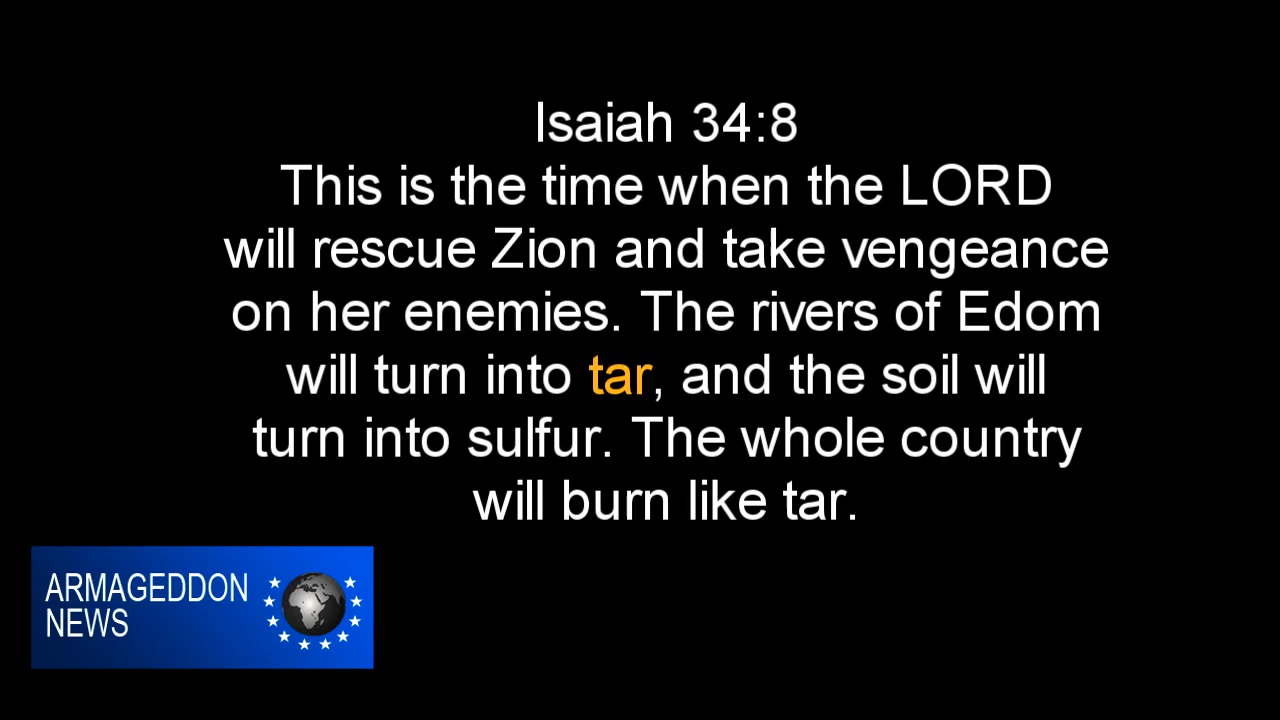 Isaiah 34:8
This is the time when the LORD
will rescue Zion and take vengeance
on her enemies. The rivers of Edom
will turn into tar, and the soil will
turn into sulfur. The whole country
will burn like tar.
ARMAGEDDON
NEWS